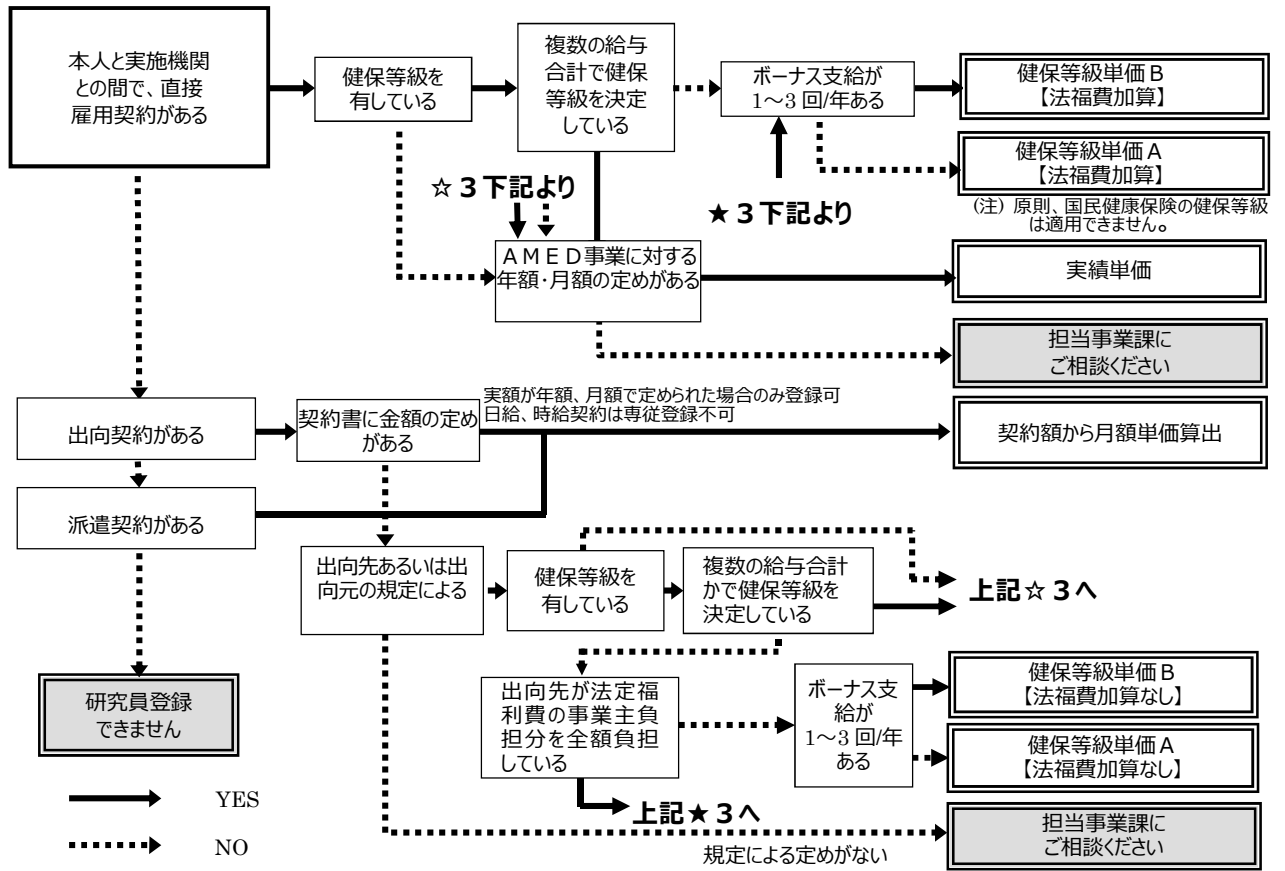 本人と実施機関
との間で、直接
雇用契約がある
健保等級を
有している
複数の給与
合計で健保
等級を決定
している
ボーナス支給が
1～3 回/年ある
健保等級単価 B
【法福費加算】
健保等級単価 A
【法福費加算】
(注) 原則、国民健康保険の健保等級
は適用できません。
☆３下記より
★３下記より
ＡＭＥＤ事業に対する
年額・月額の定めがある
実績単価
担当事業課に
ご相談ください
出向契約がある
契約書に金額の定め
がある
実額が年額、月額で定められた場合のみ登録可
日給、時給契約は専従登録不可
契約額から月額単価算出
派遣契約がある
出向先あるいは出
向元の規定による
健保等級を
有している
複数の給与合計
かで健保等級を
決定している
上記☆３へ
研究員登録
できません
出向先が法定福
利費の事業主負
担分を全額負担
している
ボーナス支
給が
1～3 回/年
ある
健保等級単価 B
【法福費加算なし】
健保等級単価 A
【法福費加算なし】
上記★３へ
担当事業課に
ご相談ください
規定による定めがない
YES
NO